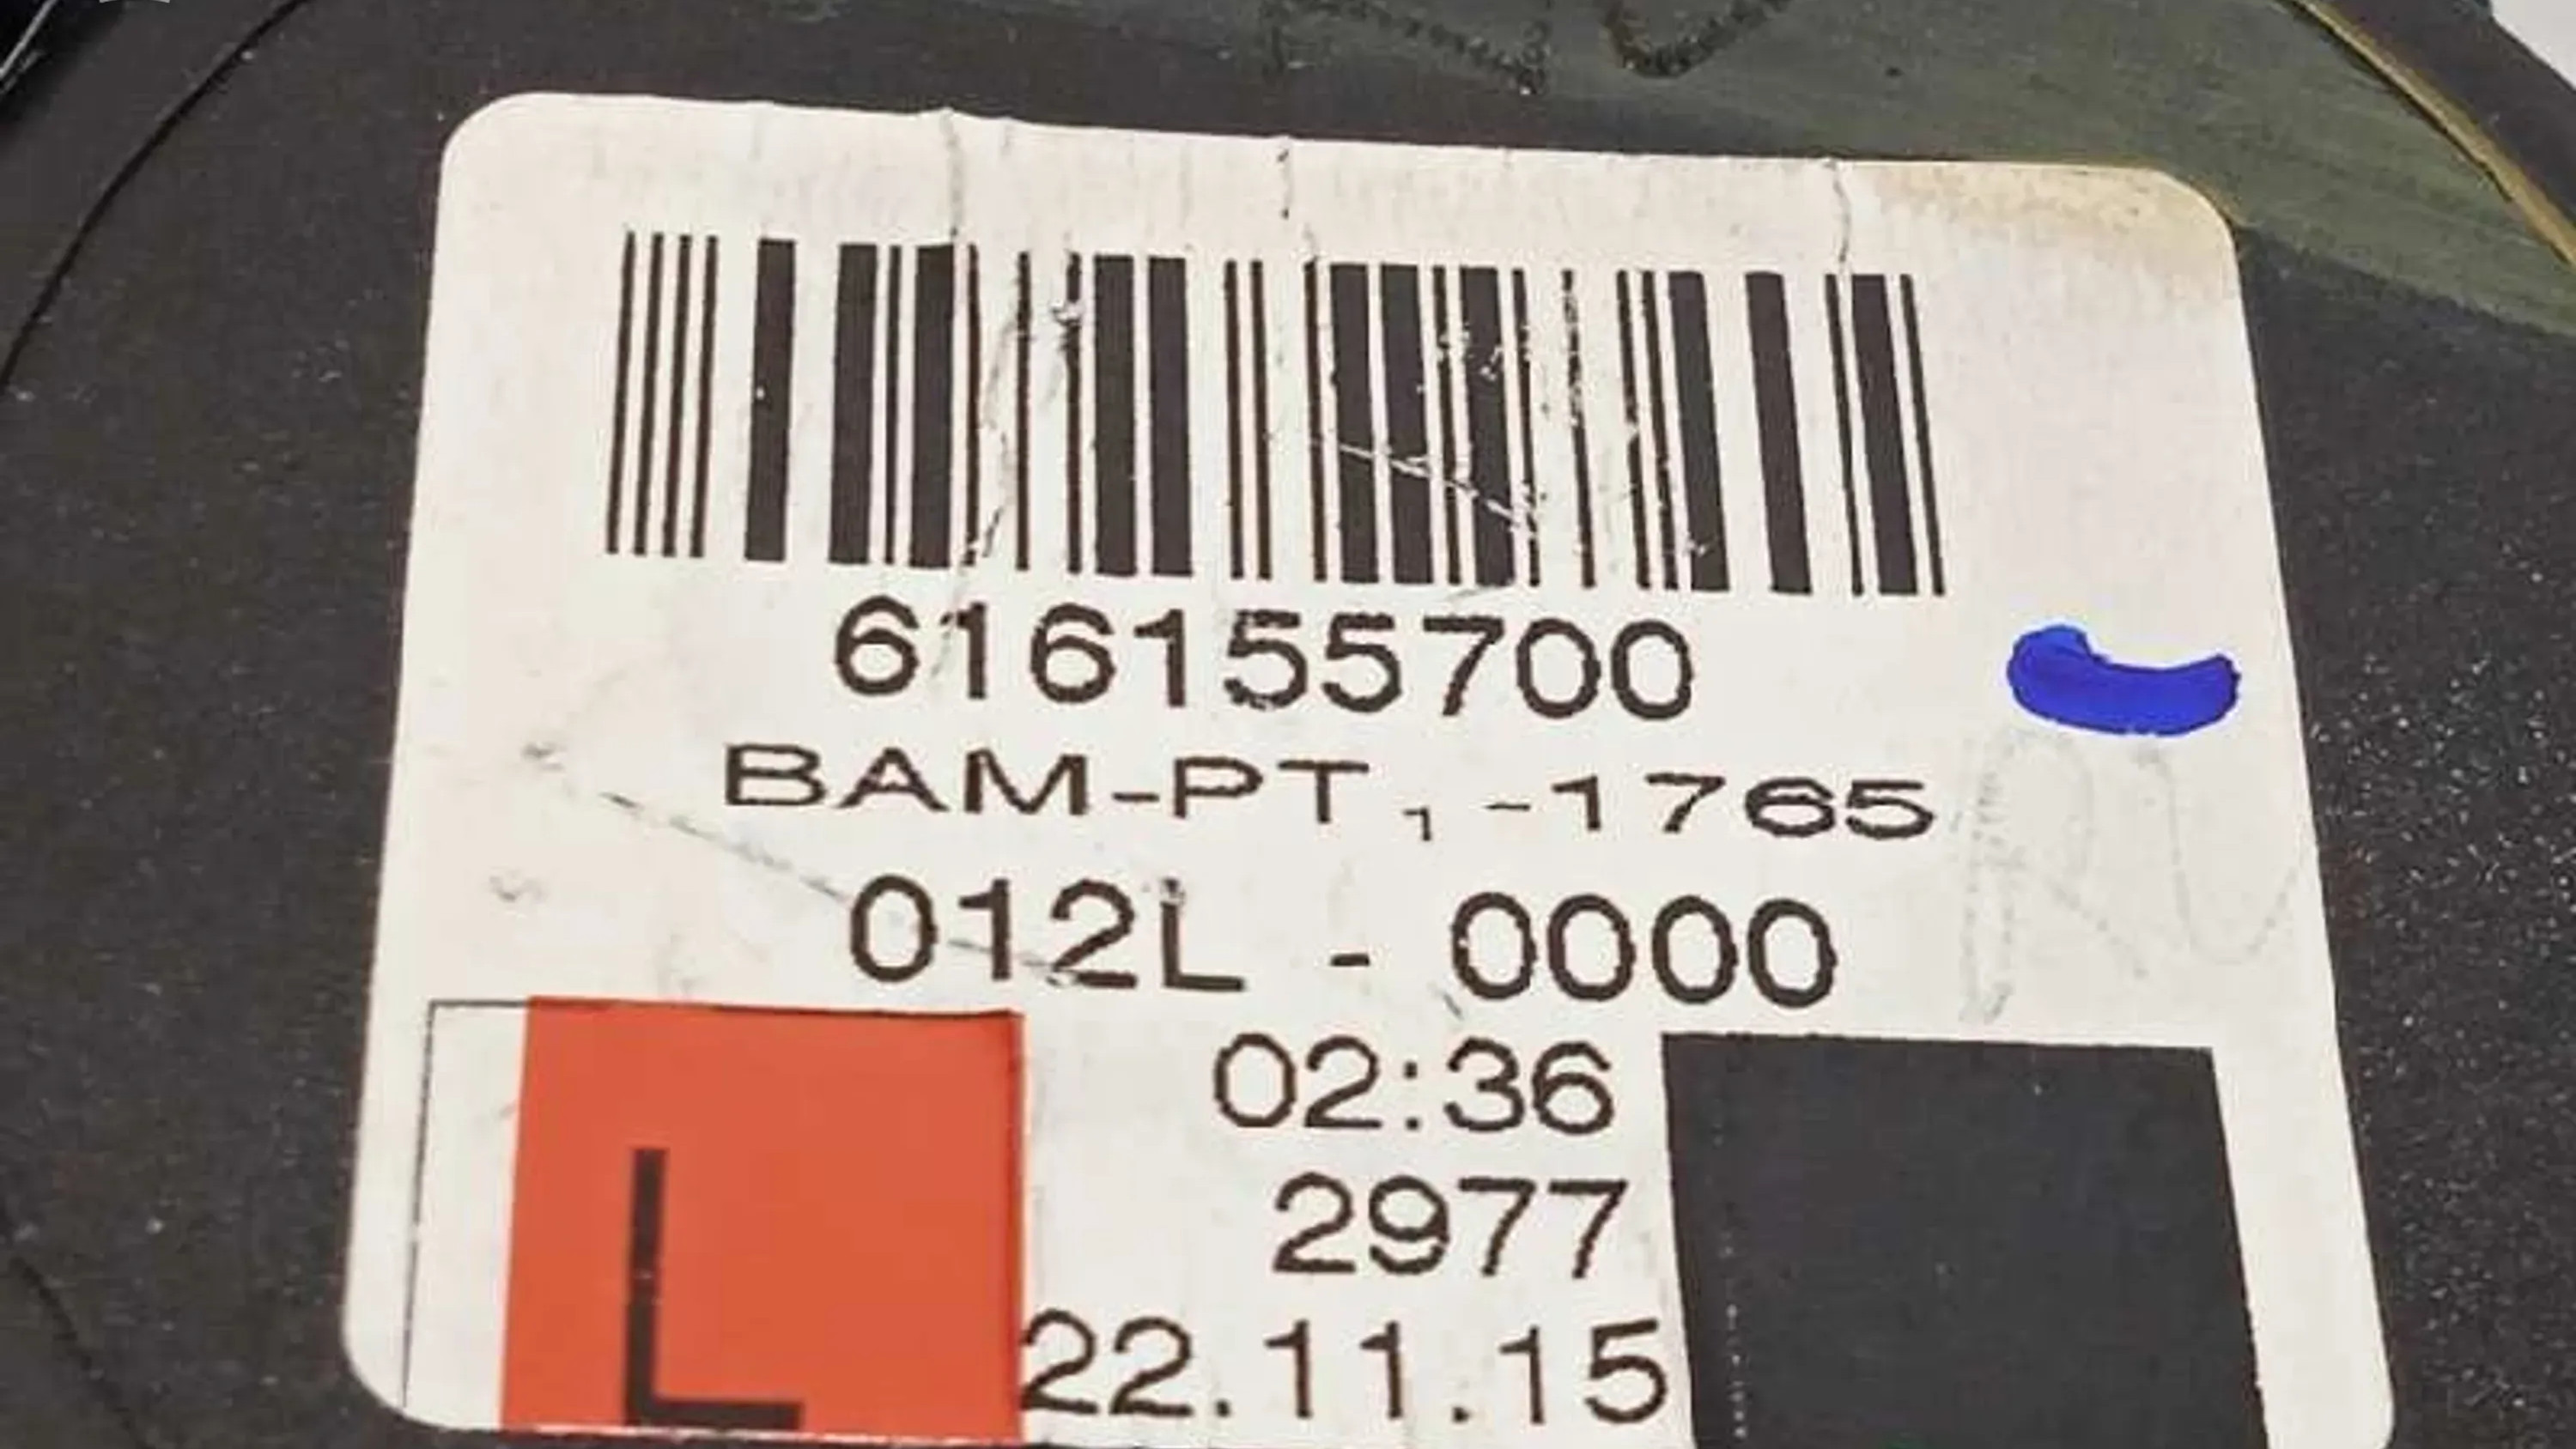 616155700
BAM-PT1-1765
012L - 0000
02:36
2977
L
22.11.15